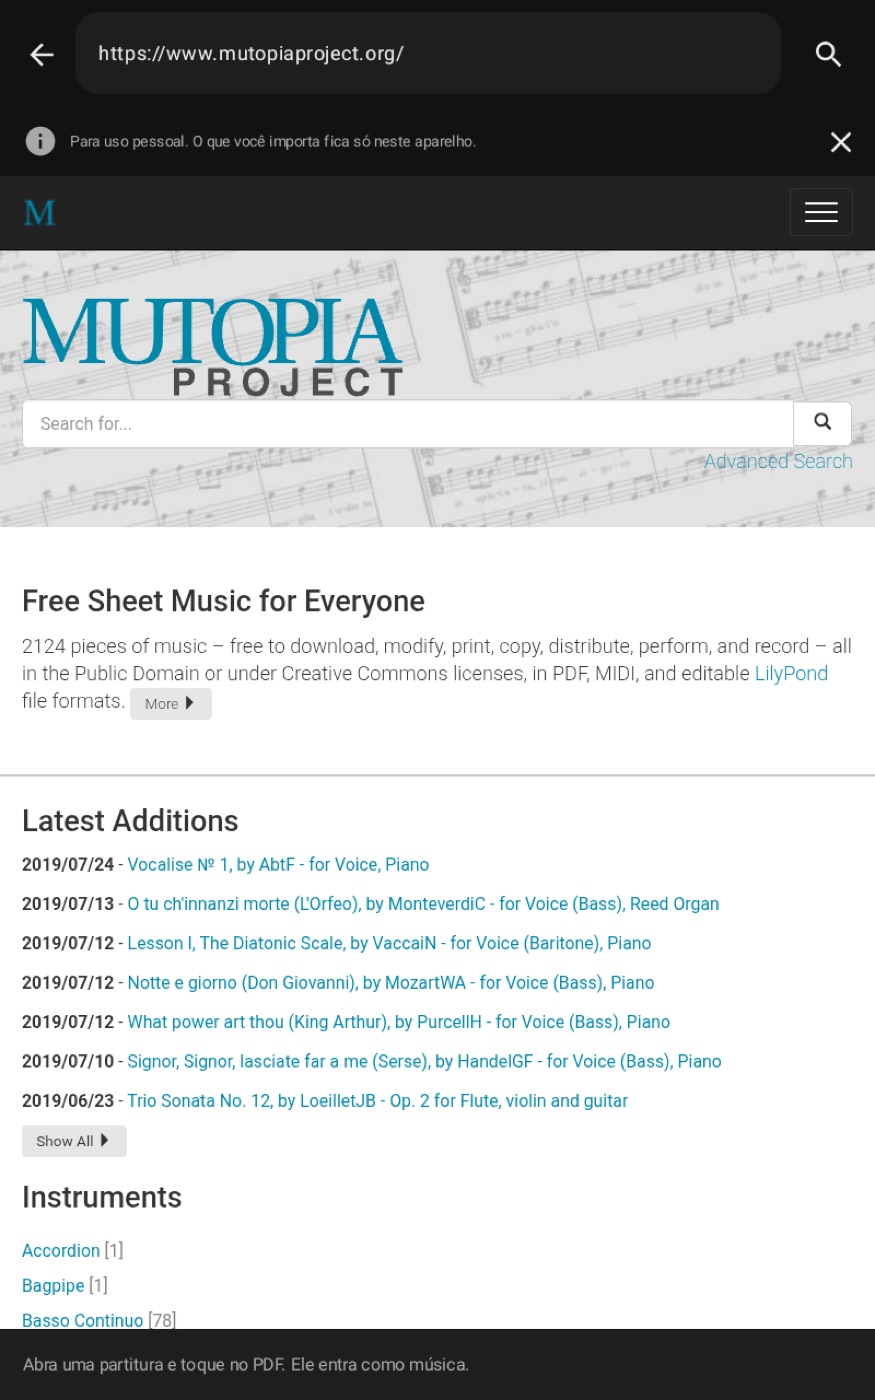 https://www.mutopiaproject.org/
Para uso pessoal. O que você importa fica só neste aparelho.
M
MUTOPIA
PROJECT
Search for...
Advanced Search
Free Sheet Music for Everyone
2124 pieces of music – free to download, modify, print, copy, distribute, perform, and record – all
in the Public Domain or under Creative Commons licenses, in PDF, MIDI, and editable LilyPond
file formats. More
Latest Additions
2019/07/24 - Vocalise № 1, by AbtF - for Voice, Piano
2019/07/13 - O tu ch'innanzi morte (L'Orfeo), by MonteverdiC - for Voice (Bass), Reed Organ
2019/07/12 - Lesson I, The Diatonic Scale, by VaccaiN - for Voice (Baritone), Piano
2019/07/12 - Notte e giorno (Don Giovanni), by MozartWA - for Voice (Bass), Piano
2019/07/12 - What power art thou (King Arthur), by PurcellH - for Voice (Bass), Piano
2019/07/10 - Signor, Signor, lasciate far a me (Serse), by HandelGF - for Voice (Bass), Piano
2019/06/23 - Trio Sonata No. 12, by LoeilletJB - Op. 2 for Flute, violin and guitar
Show All
Instruments
Accordion [1]
Bagpipe [1]
Basso Continuo [78]
Abra uma partitura e toque no PDF. Ele entra como música.